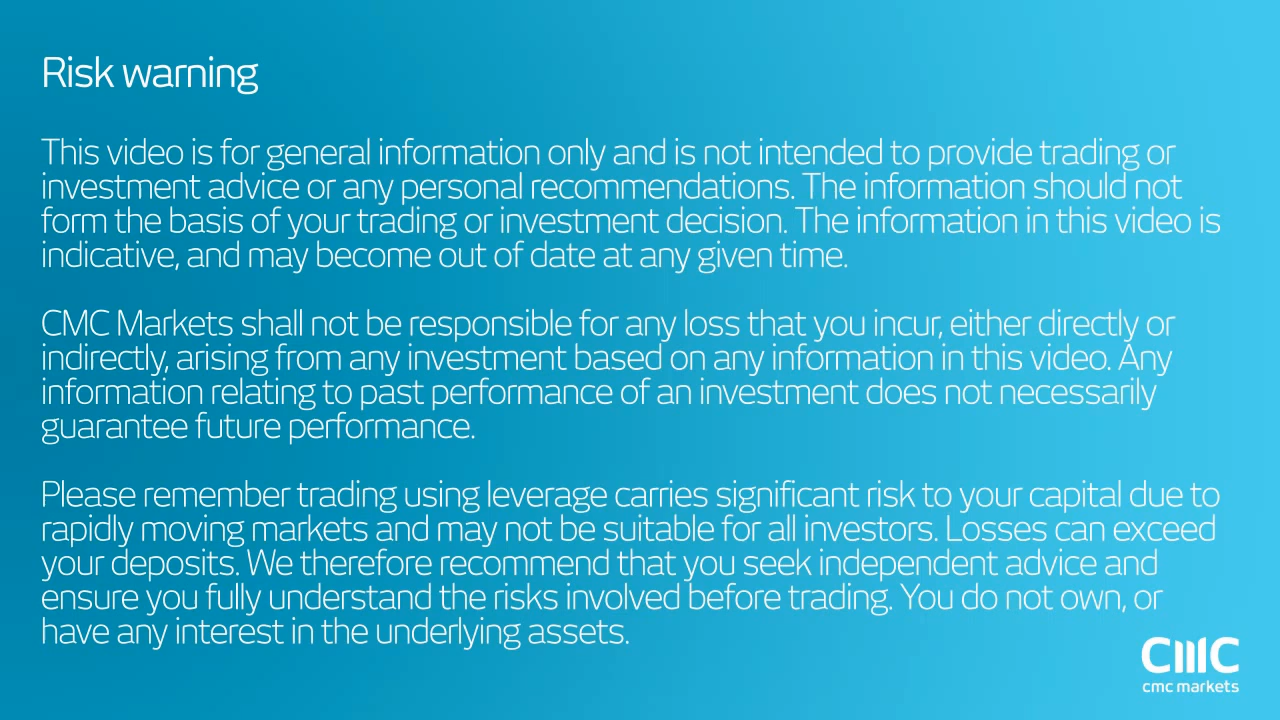 Risk warning
This video is for general information only and is not intended to provide trading or
investment advice or any personal recommendations. The information should not
form the basis of your trading or investment decision. The information in this video is
indicative, and may become out of date at any given time.
CMC Markets shall not be responsible for any loss that you incur, either directly or
indirectly, arising from any investment based on any information in this video. Any
information relating to past performance of an investment does not necessarily
guarantee future performance.
Please remember trading using leverage carries significant risk to your capital due to
rapidly moving markets and may not be suitable for all investors. Losses can exceed
your deposits. We therefore recommend that you seek independent advice and
ensure you fully understand the risks involved before trading. You do not own, or
have any interest in the underlying assets.
CMC
cmc markets